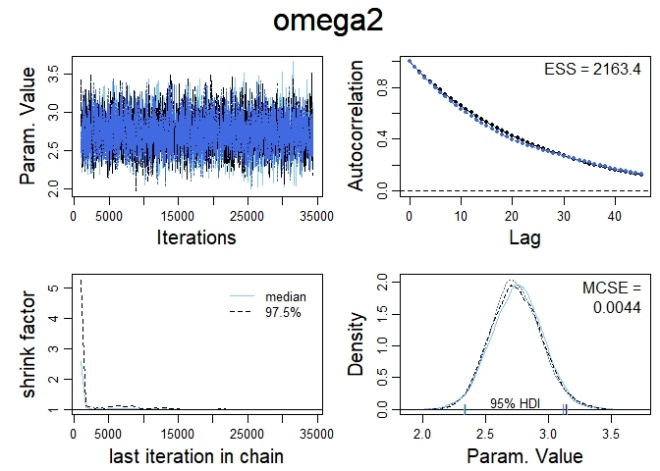 omega2
Param. Value
2.0 2.5 3.0 3.5
0 5000 15000 25000 35000
Iterations
Autocorrelation
0.0 0.4 0.8
ESS = 2163.4
0 10 20 30 40
Lag
shrink factor
1 2 3 4 5
median
97.5%
0 5000 15000 25000 35000
last iteration in chain
Density
0.0 0.5 1.0 1.5 2.0
MCSE =
0.0044
95% HDI
2.0 2.5 3.0 3.5
Param. Value